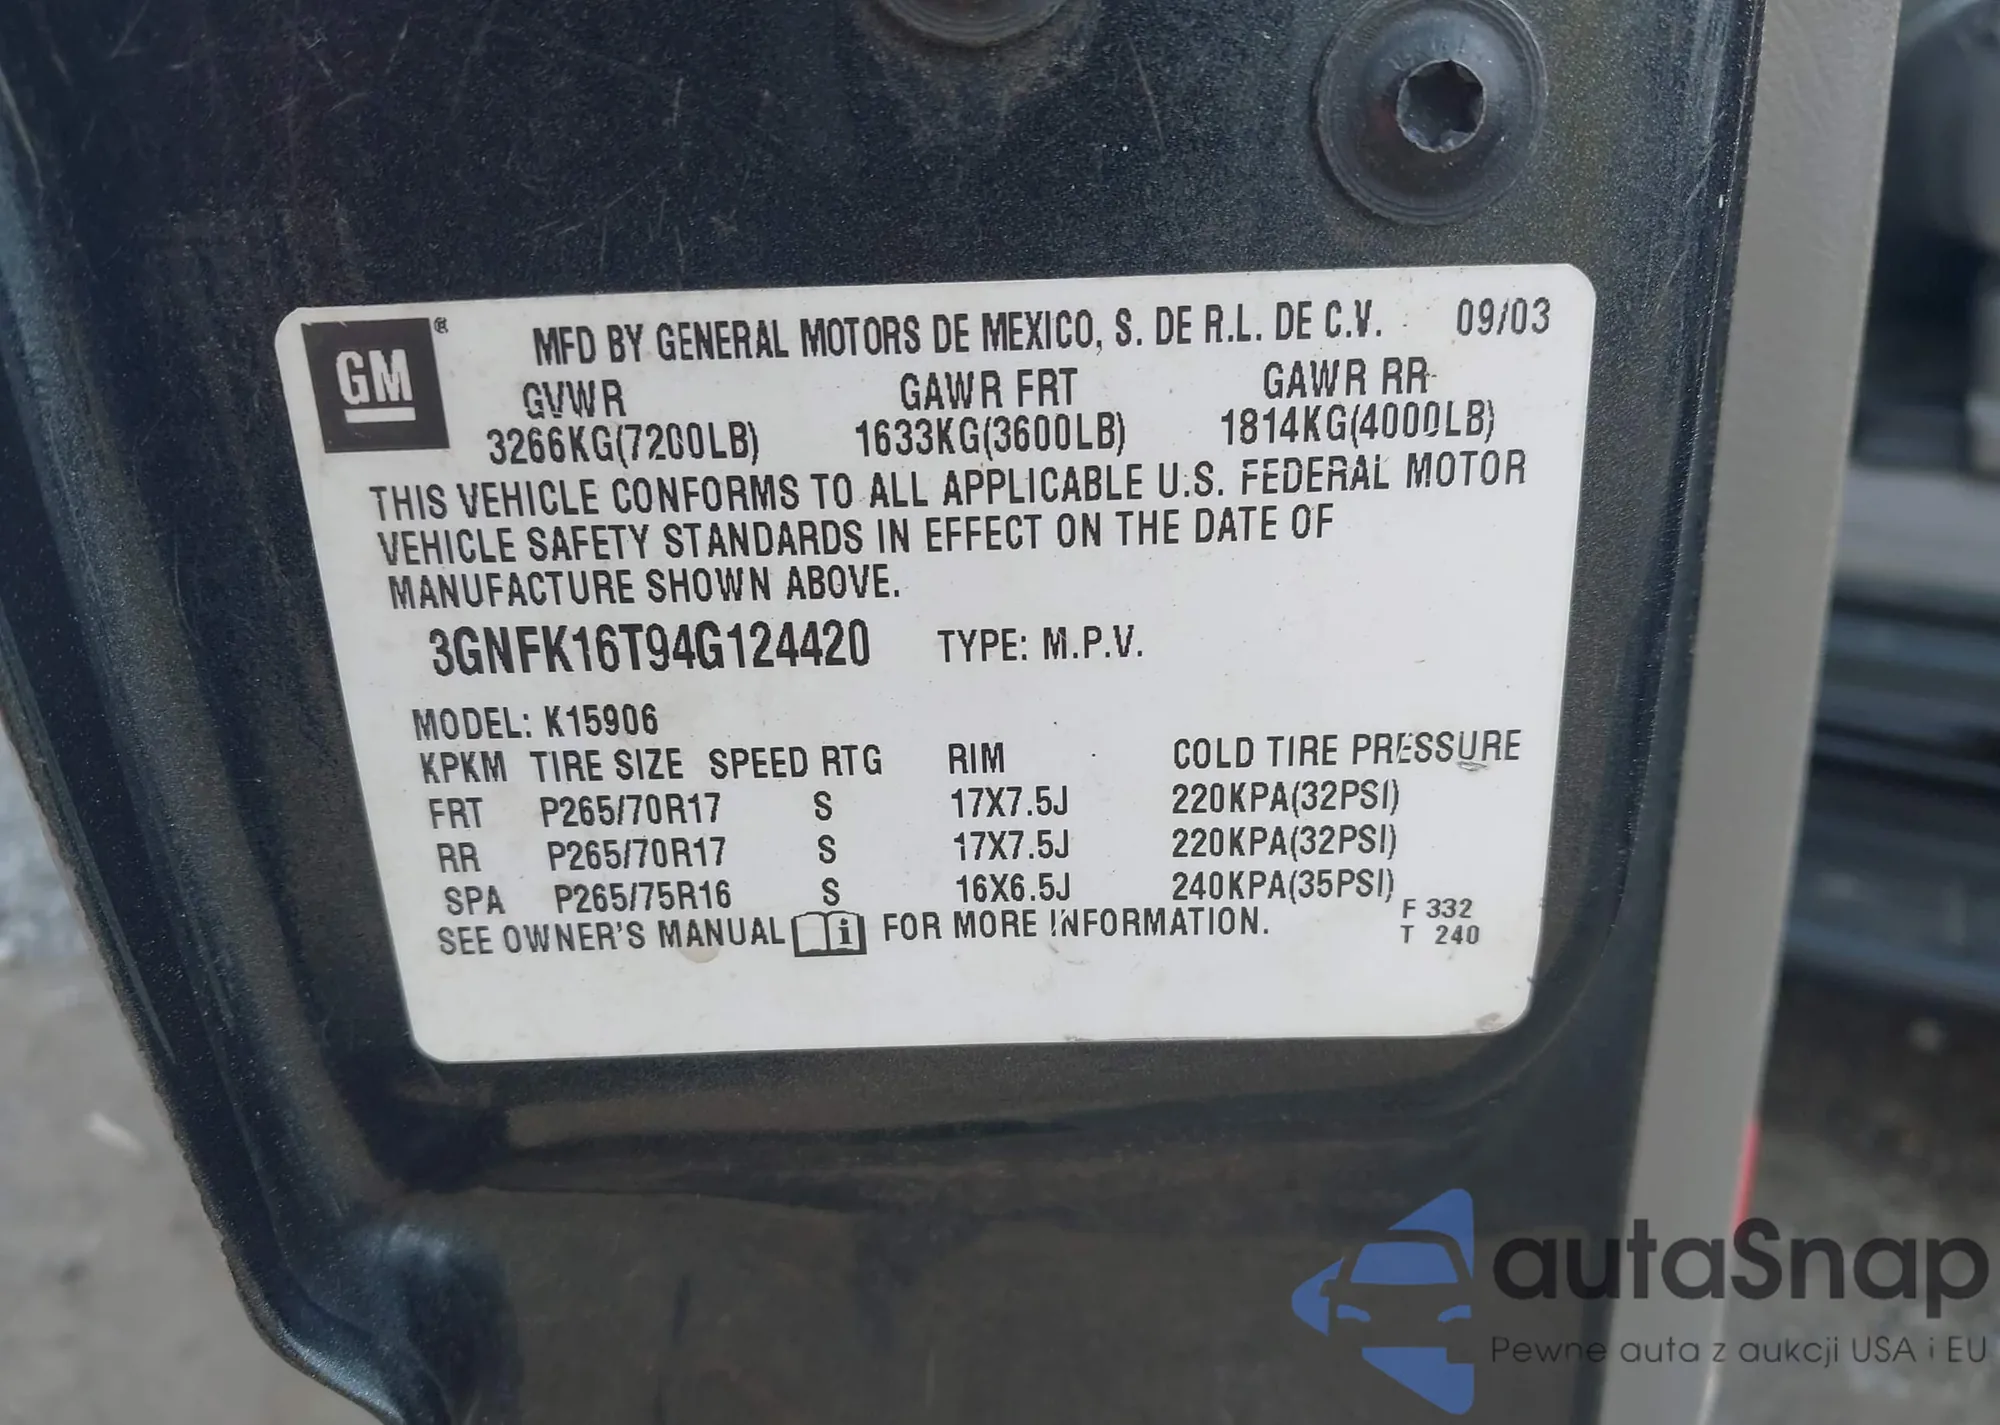 GM ®
MFD BY GENERAL MOTORS DE MEXICO, S. DE R.L. DE C.V. 09/03
GVWR GAWR FRT GAWR RR
3266KG(7200LB) 1633KG(3600LB) 1814KG(4000LB)
THIS VEHICLE CONFORMS TO ALL APPLICABLE U.S. FEDERAL MOTOR
VEHICLE SAFETY STANDARDS IN EFFECT ON THE DATE OF
MANUFACTURE SHOWN ABOVE.
3GNFK16T94G124420 TYPE: M.P.V.
MODEL: K15906
KPKM TIRE SIZE SPEED RTG RIM COLD TIRE PRESSURE
FRT P265/70R17 S 17X7.5J 220KPA(32PSI)
RR P265/70R17 S 17X7.5J 220KPA(32PSI)
SPA P265/75R16 S 16X6.5J 240KPA(35PSI)
SEE OWNER'S MANUAL i FOR MORE INFORMATION.
F 332
T 240
autaSnap
Pewne auta z aukcji USA i EU